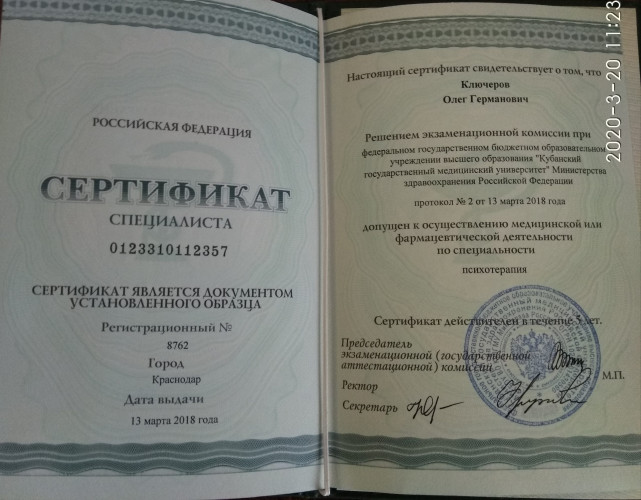 РОССИЙСКАЯ ФЕДЕРАЦИЯ
СЕРТИФИКАТ
СПЕЦИАЛИСТА
0123310112357
СЕРТИФИКАТ ЯВЛЯЕТСЯ ДОКУМЕНТОМ
УСТАНОВЛЕННОГО ОБРАЗЦА
Регистрационный №
8762
Город
Краснодар
Дата выдачи
13 марта 2018 года
Настоящий сертификат свидетельствует о том, что
Ключеров
Олег Германович
Решением экзаменационной комиссии при
федеральном государственном бюджетном образовательном
учреждении высшего образования "Кубанский
государственный медицинский университет" Министерства
здравоохранения Российской Федерации
протокол № 2 от 13 марта 2018 года
допущен к осуществлению медицинской или
фармацевтической деятельности
по специальности
психотерапия
Сертификат действителен в течение 5 лет.
Председатель
экзаменационной (государственной
аттестационной) комиссии
Ректор
Секретарь
М.П.
2020-3-20 11:23